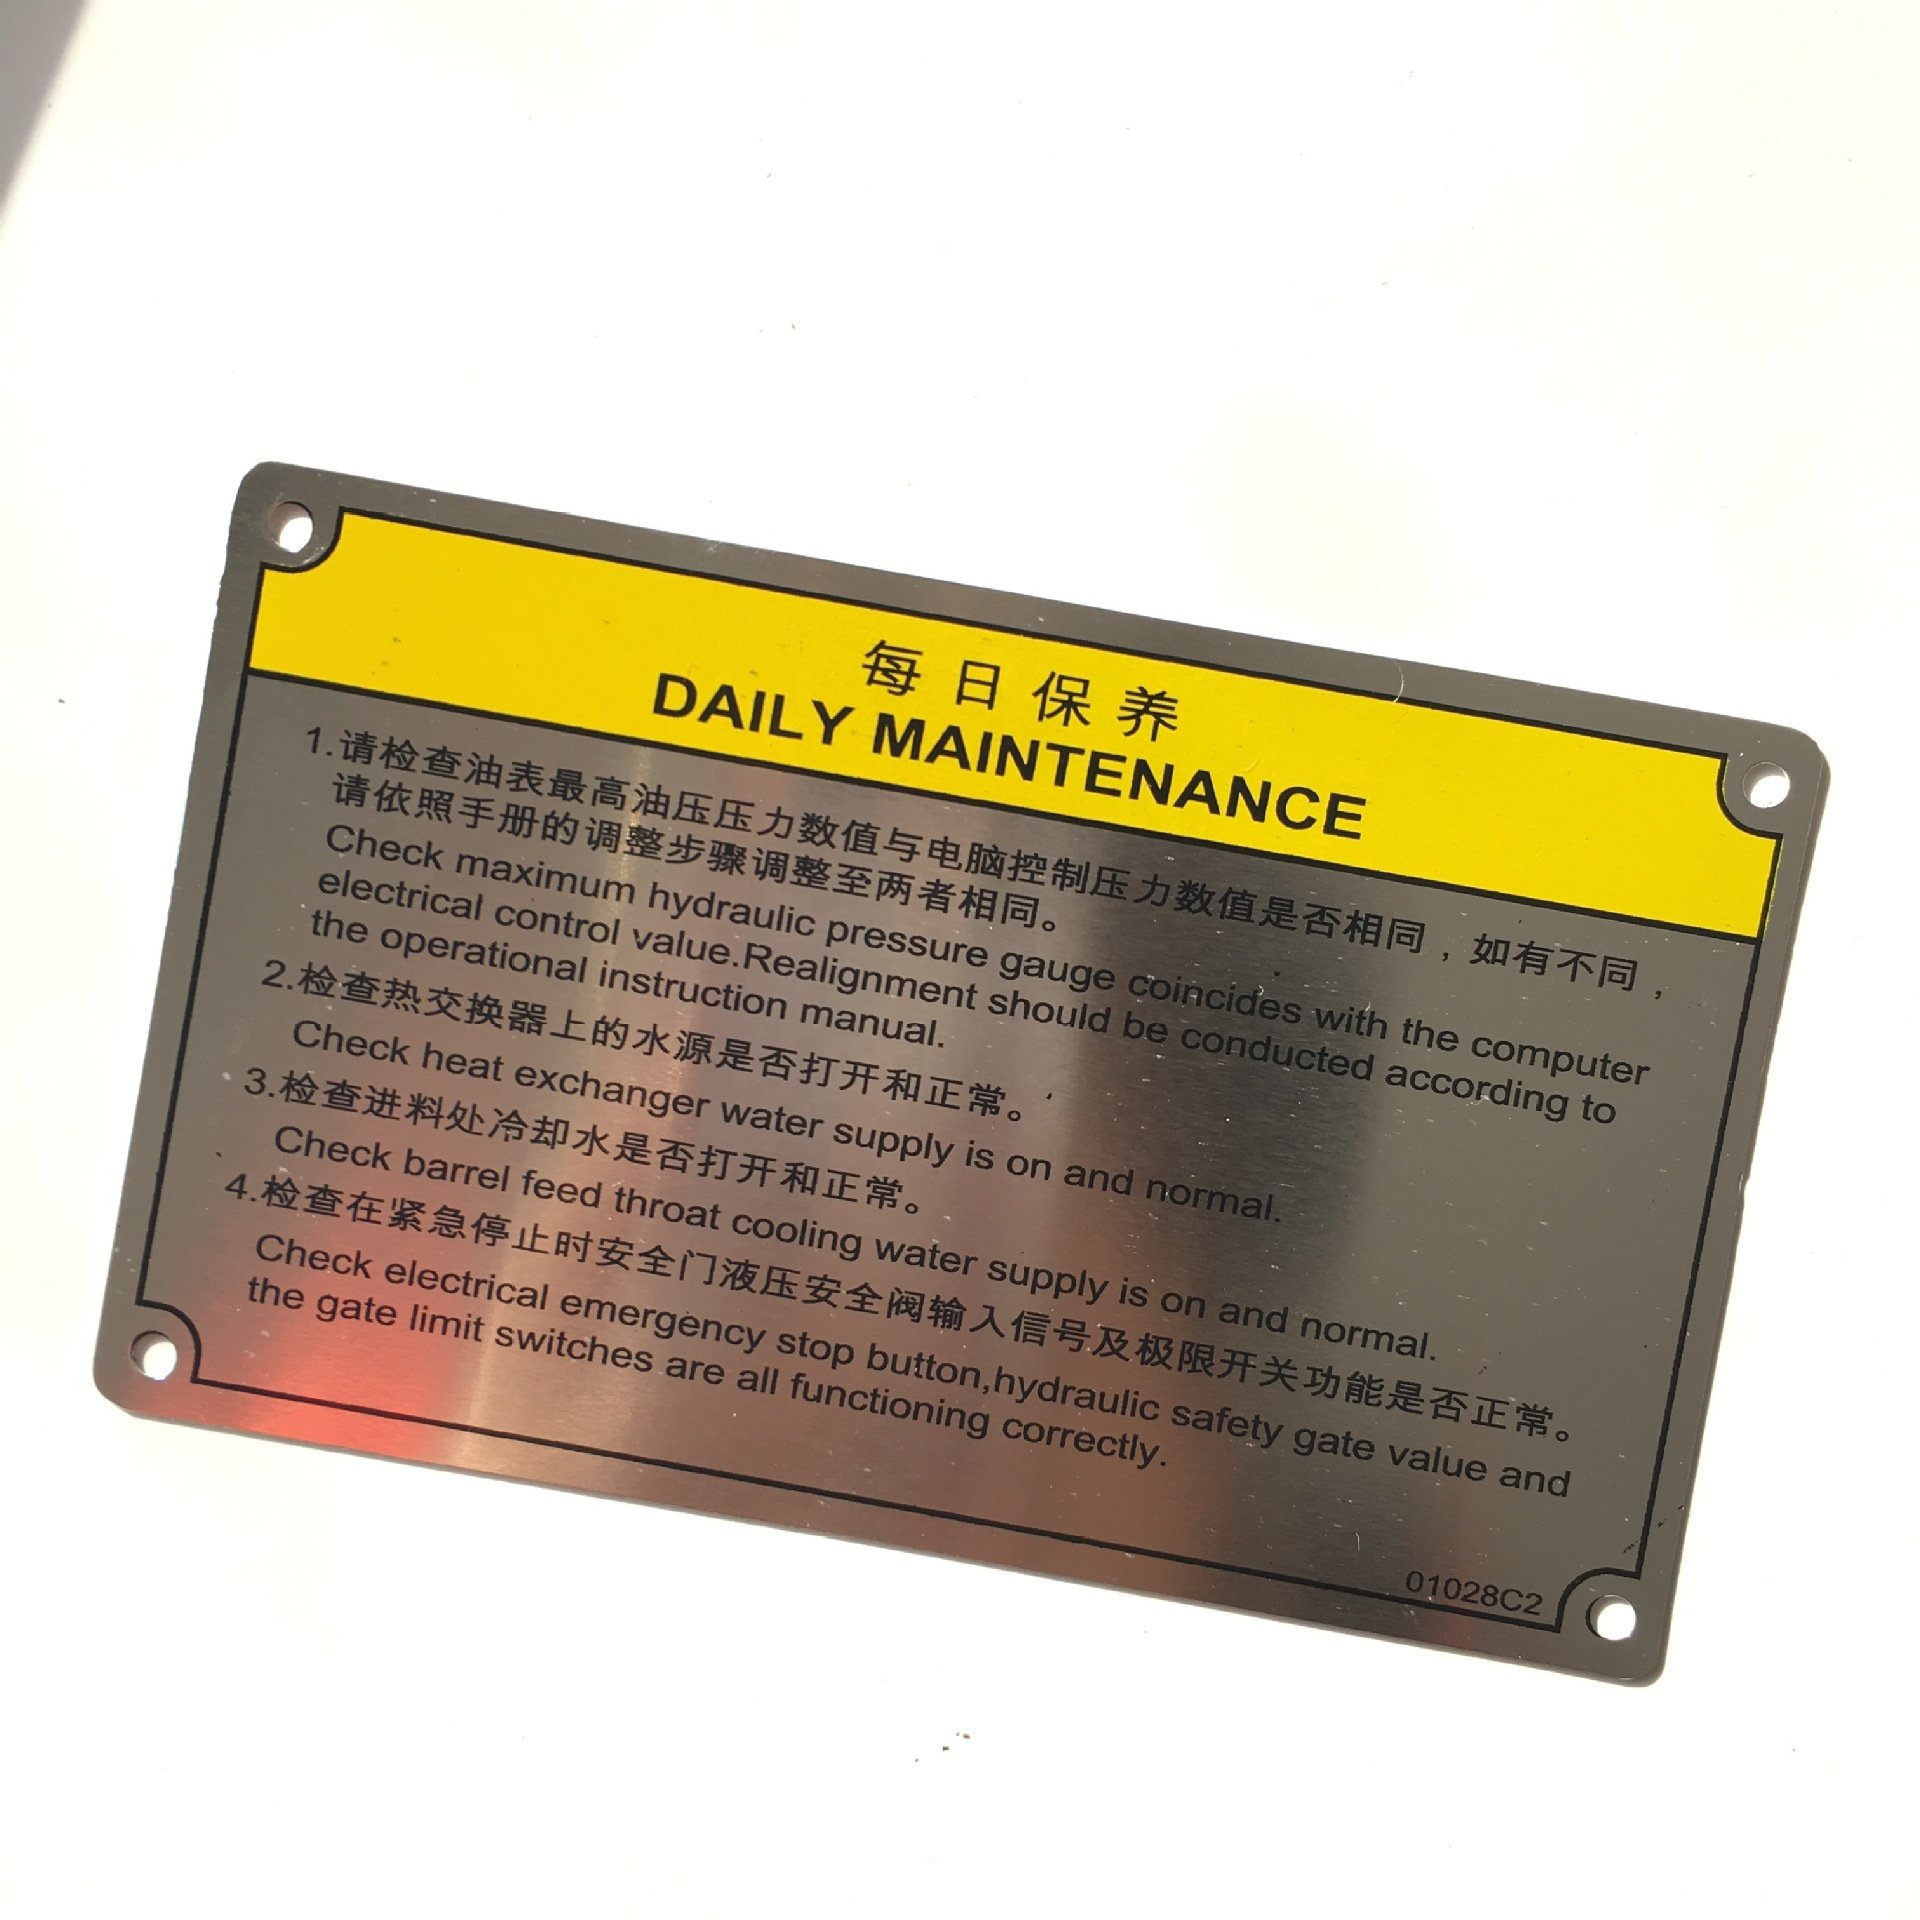 每日保养
DAILY MAINTENANCE
1.请检查油表最高油压压力数值与电脑控制压力数值是否相同，如有不同，
请依照手册的调整步骤调整至两者相同。
Check maximum hydraulic pressure gauge coincides with the computer
electrical control value.Realignment should be conducted according to
the operational instruction manual.
2.检查热交换器上的水源是否打开和正常。
Check heat exchanger water supply is on and normal.
3.检查进料处冷却水是否打开和正常。
Check barrel feed throat cooling water supply is on and normal.
4.检查在紧急停止时安全门液压安全阀输入信号及极限开关功能是否正常。
Check electrical emergency stop button,hydraulic safety gate value and
the gate limit switches are all functioning correctly.
01028C2